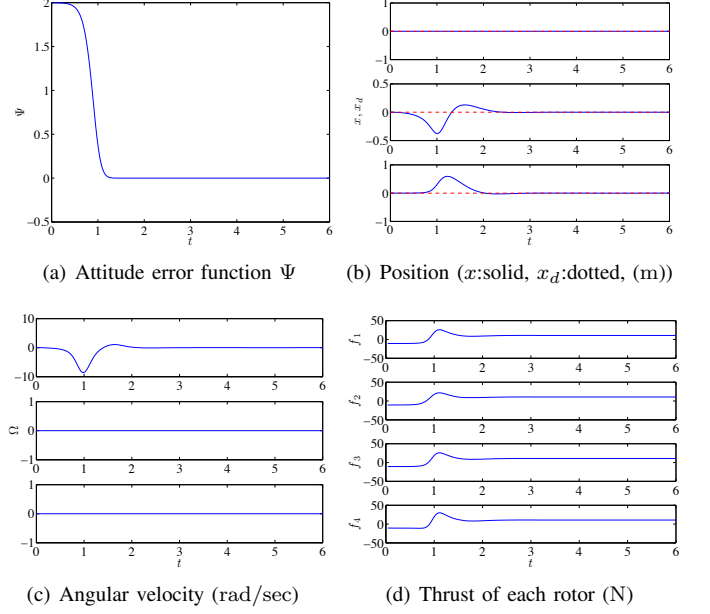 2
1.5
1
0.5
0
−0.5
Ψ
0 1 2 3 4 5 6
t
(a) Attitude error function Ψ
1
0
−1
0 1 2 3 4 5 6
0.5
0
−0.5
x, x_d
0 1 2 3 4 5 6
1
0
−1
0 1 2 3 4 5 6
t
(b) Position (x:solid, x_d:dotted, (m))
10
0
−10
0 1 2 3 4 5 6
1
0
−1
Ω
0 1 2 3 4 5 6
1
0
−1
0 1 2 3 4 5 6
t
(c) Angular velocity (rad/sec)
50
0
−50
f_1
0 1 2 3 4 5 6
50
0
−50
f_2
0 1 2 3 4 5 6
50
0
−50
f_3
0 1 2 3 4 5 6
50
0
−50
f_4
0 1 2 3 4 5 6
t
(d) Thrust of each rotor (N)